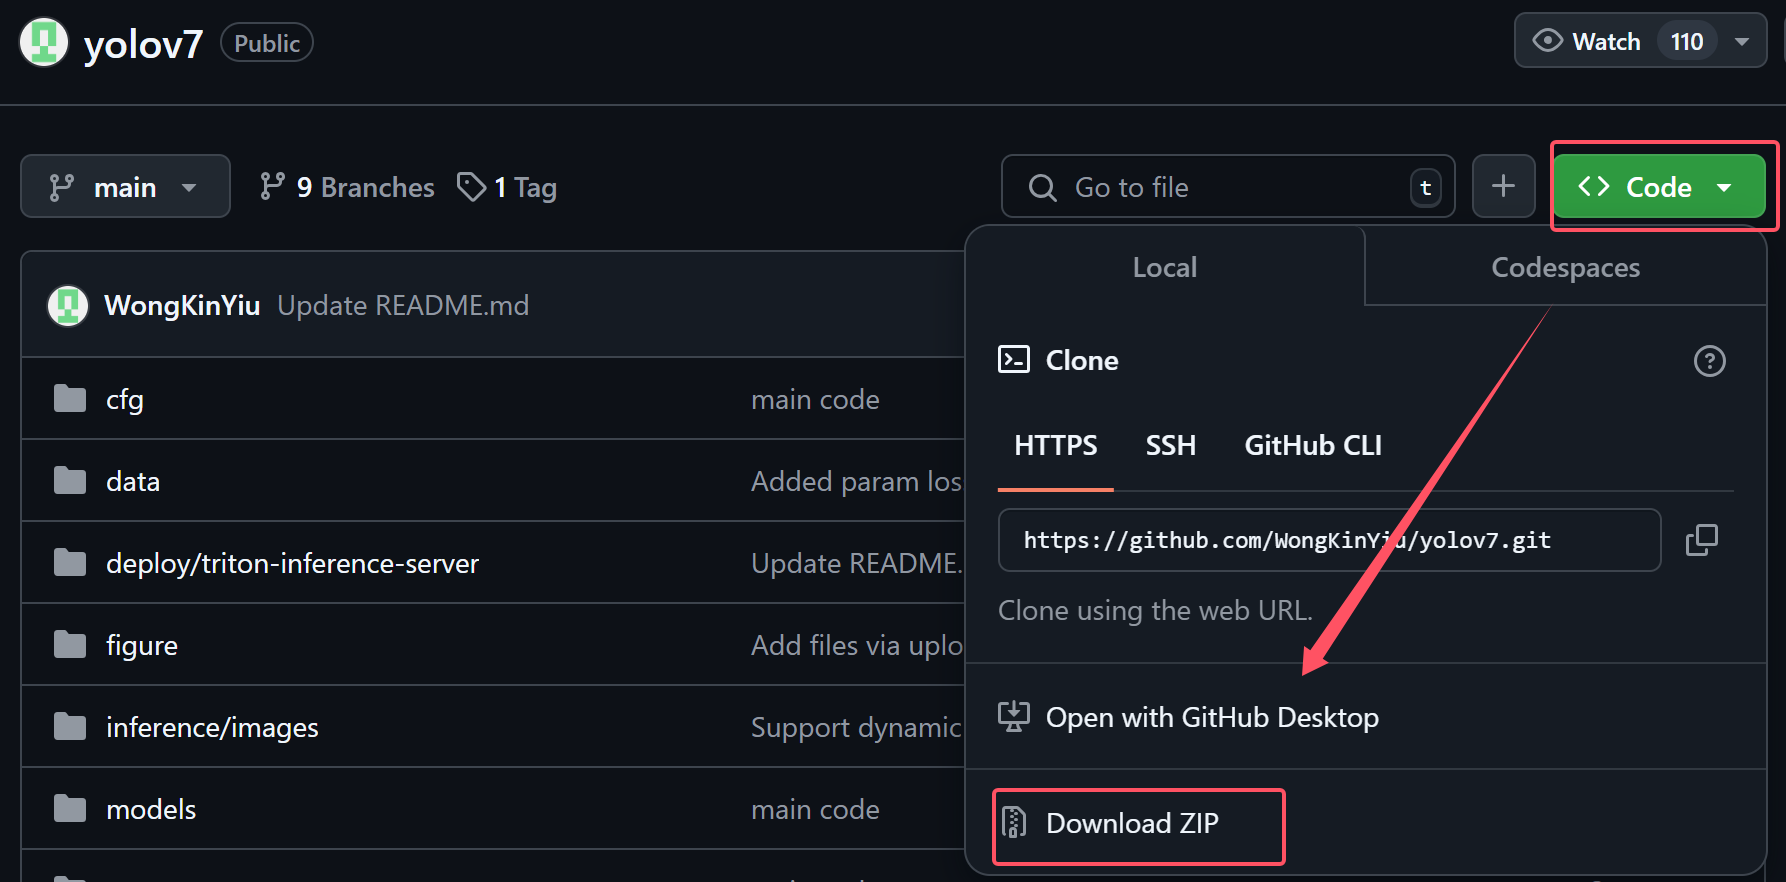 yolov7 Public Watch 110
main 9 Branches 1 Tag Go to file t Code
Local Codespaces
WongKinYiu Update README.md
Clone
cfg main code
HTTPS SSH GitHub CLI
data Added param los
https://github.com/WongKinYiu/yolov7.git
deploy/triton-inference-server Update README.
Clone using the web URL.
figure Add files via uplo
Open with GitHub Desktop
inference/images Support dynamic
models main code
Download ZIP